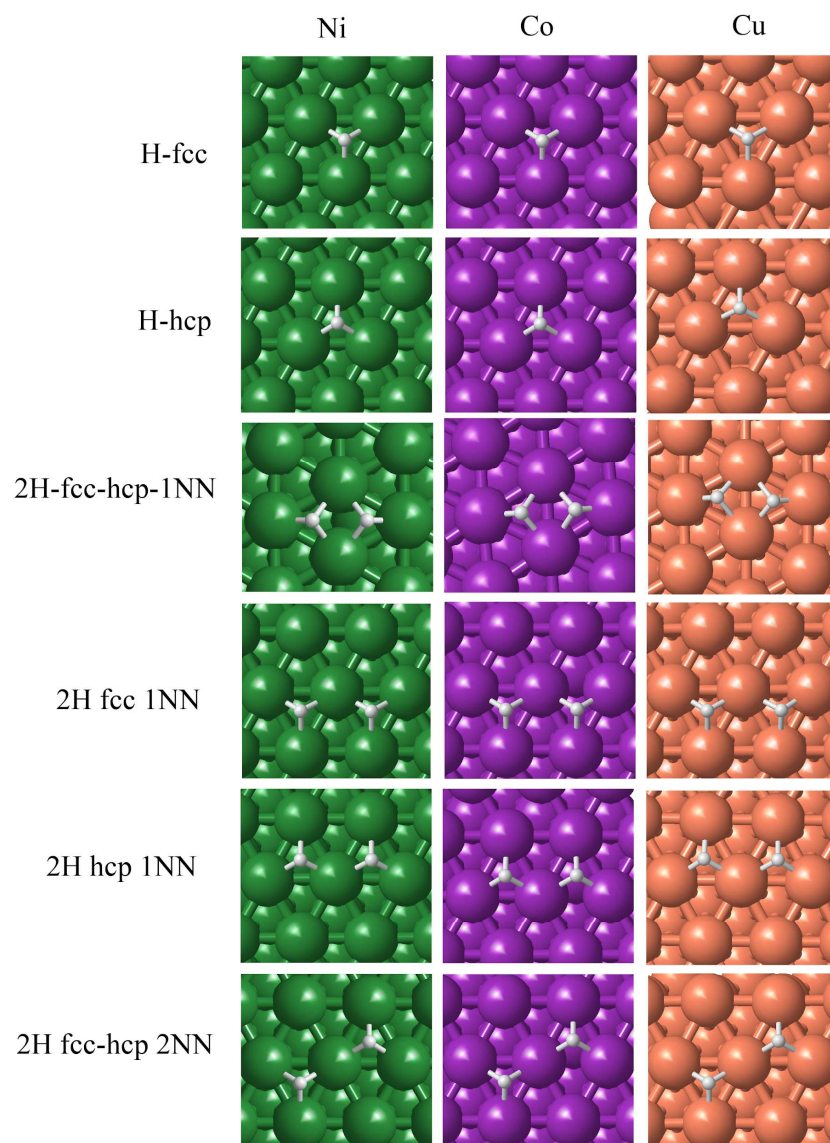 Ni Co Cu
H-fcc
H-hcp
2H-fcc-hcp-1NN
2H fcc 1NN
2H hcp 1NN
2H fcc-hcp 2NN